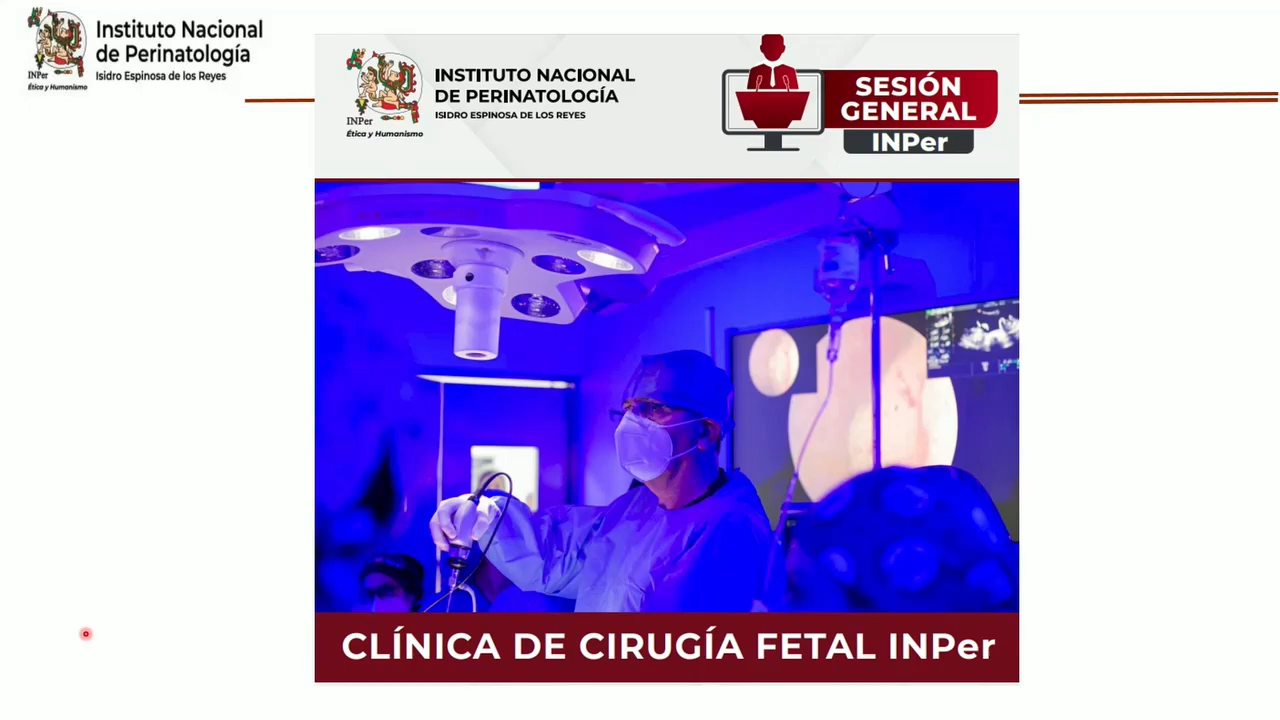 Instituto Nacional
de Perinatología
Isidro Espinosa de los Reyes
INPer
Ética y Humanismo
INSTITUTO NACIONAL
DE PERINATOLOGÍA
ISIDRO ESPINOSA DE LOS REYES
INPer
Ética y Humanismo
SESIÓN
GENERAL
INPer
CLÍNICA DE CIRUGÍA FETAL INPer